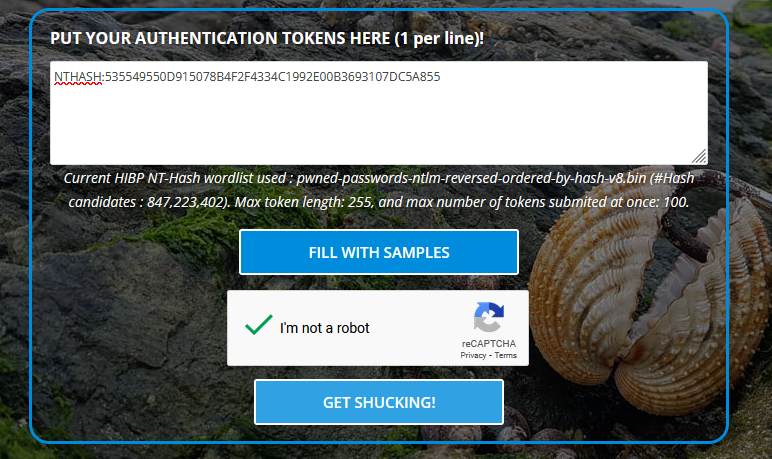 PUT YOUR AUTHENTICATION TOKENS HERE (1 per line)!
NTHASH:535549550D915078B4F2F4334C1992E00B3693107DC5A855
Current HIBP NT-Hash wordlist used : pwned-passwords-ntlm-reversed-ordered-by-hash-v8.bin (#Hash
candidates : 847,223,402). Max token length: 255, and max number of tokens submited at once: 100.
FILL WITH SAMPLES
I'm not a robot
reCAPTCHA
Privacy - Terms
GET SHUCKING!